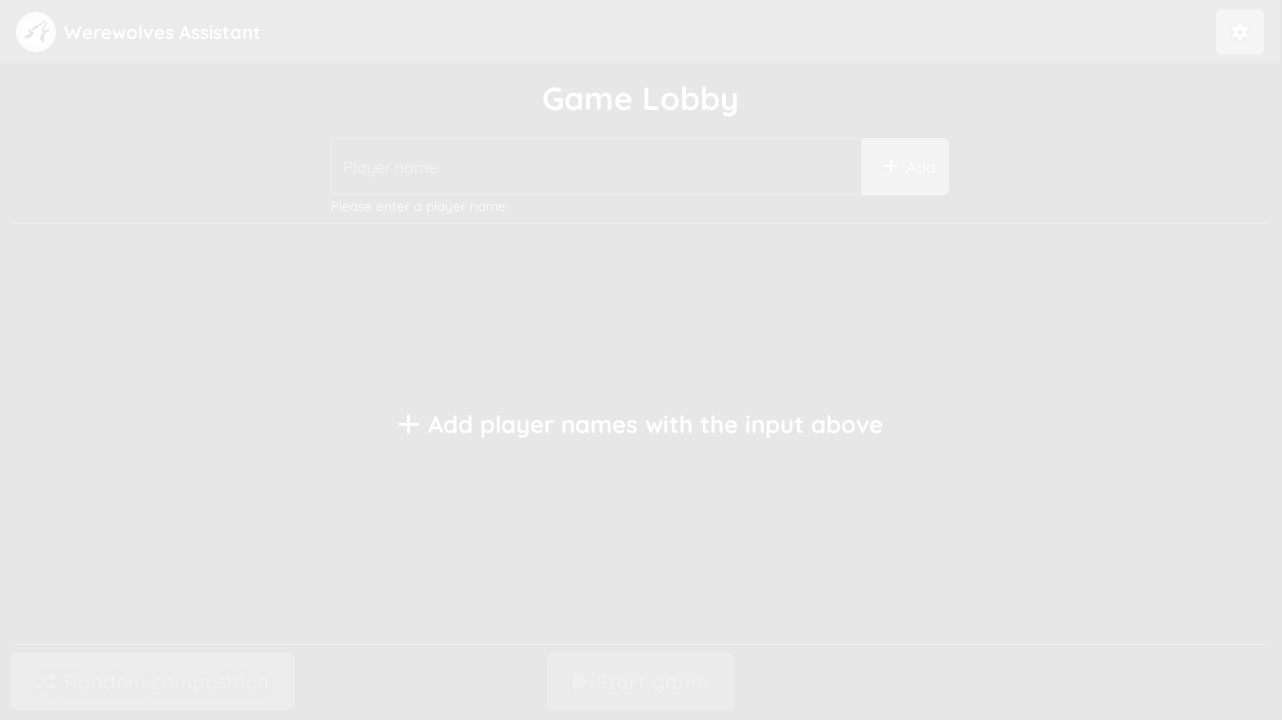 Werewolves Assistant
Game Lobby
Player name
Add
Please enter a player name
Add player names with the input above
Random composition
Start game